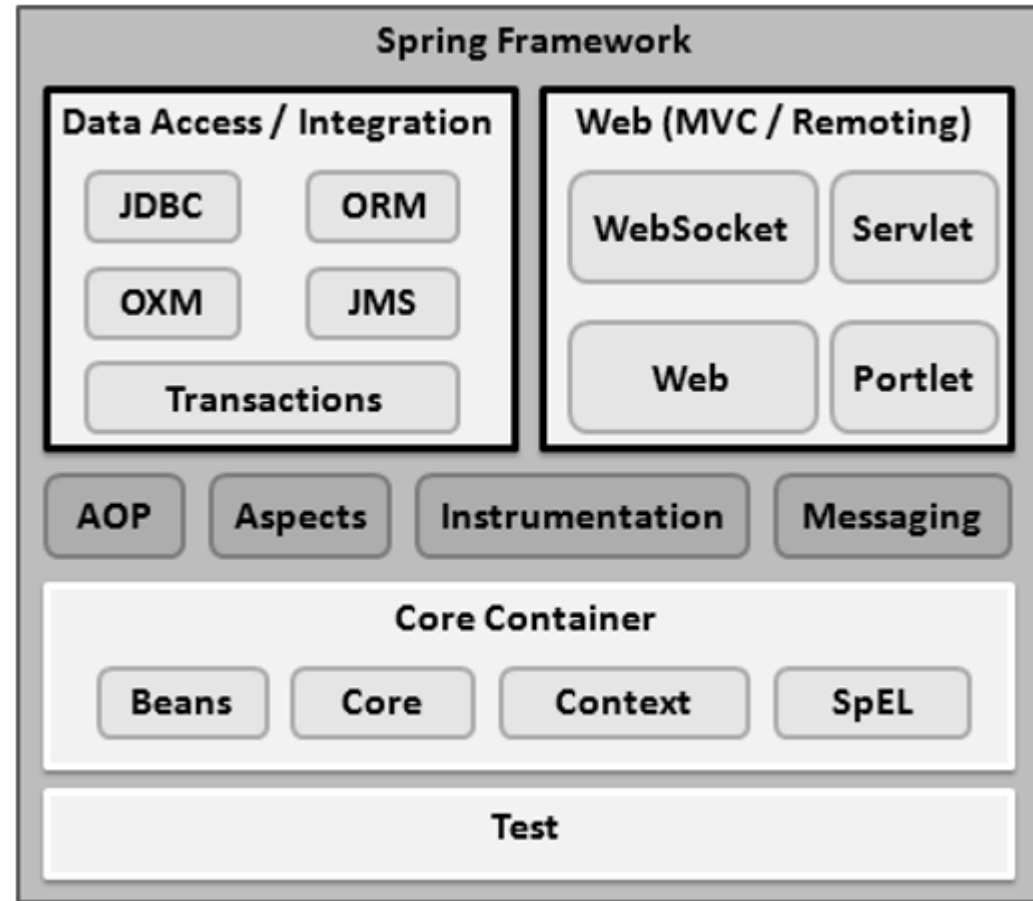 Spring Framework
Data Access / Integration
JDBC
ORM
OXM
JMS
Transactions
Web (MVC / Remoting)
WebSocket
Servlet
Web
Portlet
AOP
Aspects
Instrumentation
Messaging
Core Container
Beans
Core
Context
SpEL
Test